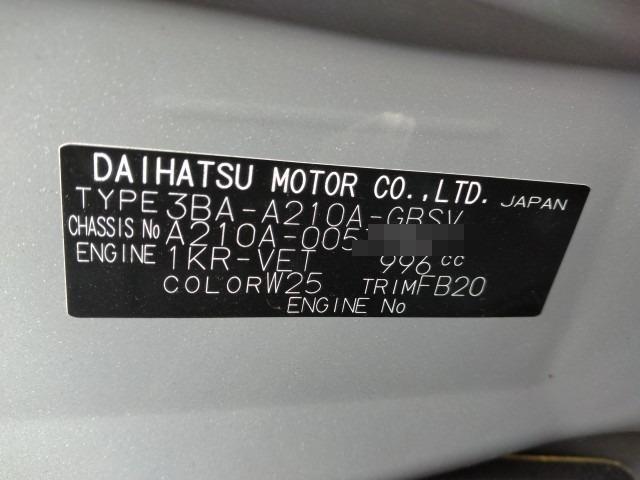 DAIHATSU MOTOR CO.,LTD. JAPAN
TYPE 3BA-A210A-GBSV
CHASSIS No A210A-005
ENGINE 1KR-VET 996 cc
COLOR W25 TRIM FB20
ENGINE No